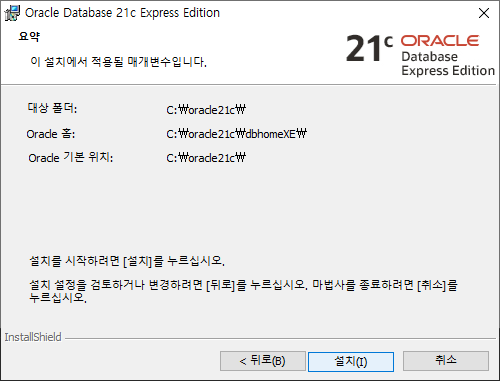 Oracle Database 21c Express Edition
요약
이 설치에서 적용될 매개변수입니다.
21c ORACLE
Database
Express Edition
대상 폴더: C:₩oracle21c₩
Oracle 홈: C:₩oracle21c₩dbhomeXE₩
Oracle 기본 위치: C:₩oracle21c₩
설치를 시작하려면 [설치]를 누르십시오.
설치 설정을 검토하거나 변경하려면 [뒤로]를 누르십시오. 마법사를 종료하려면 [취소]를
누르십시오.
InstallShield
< 뒤로(B) 설치(I) 취소